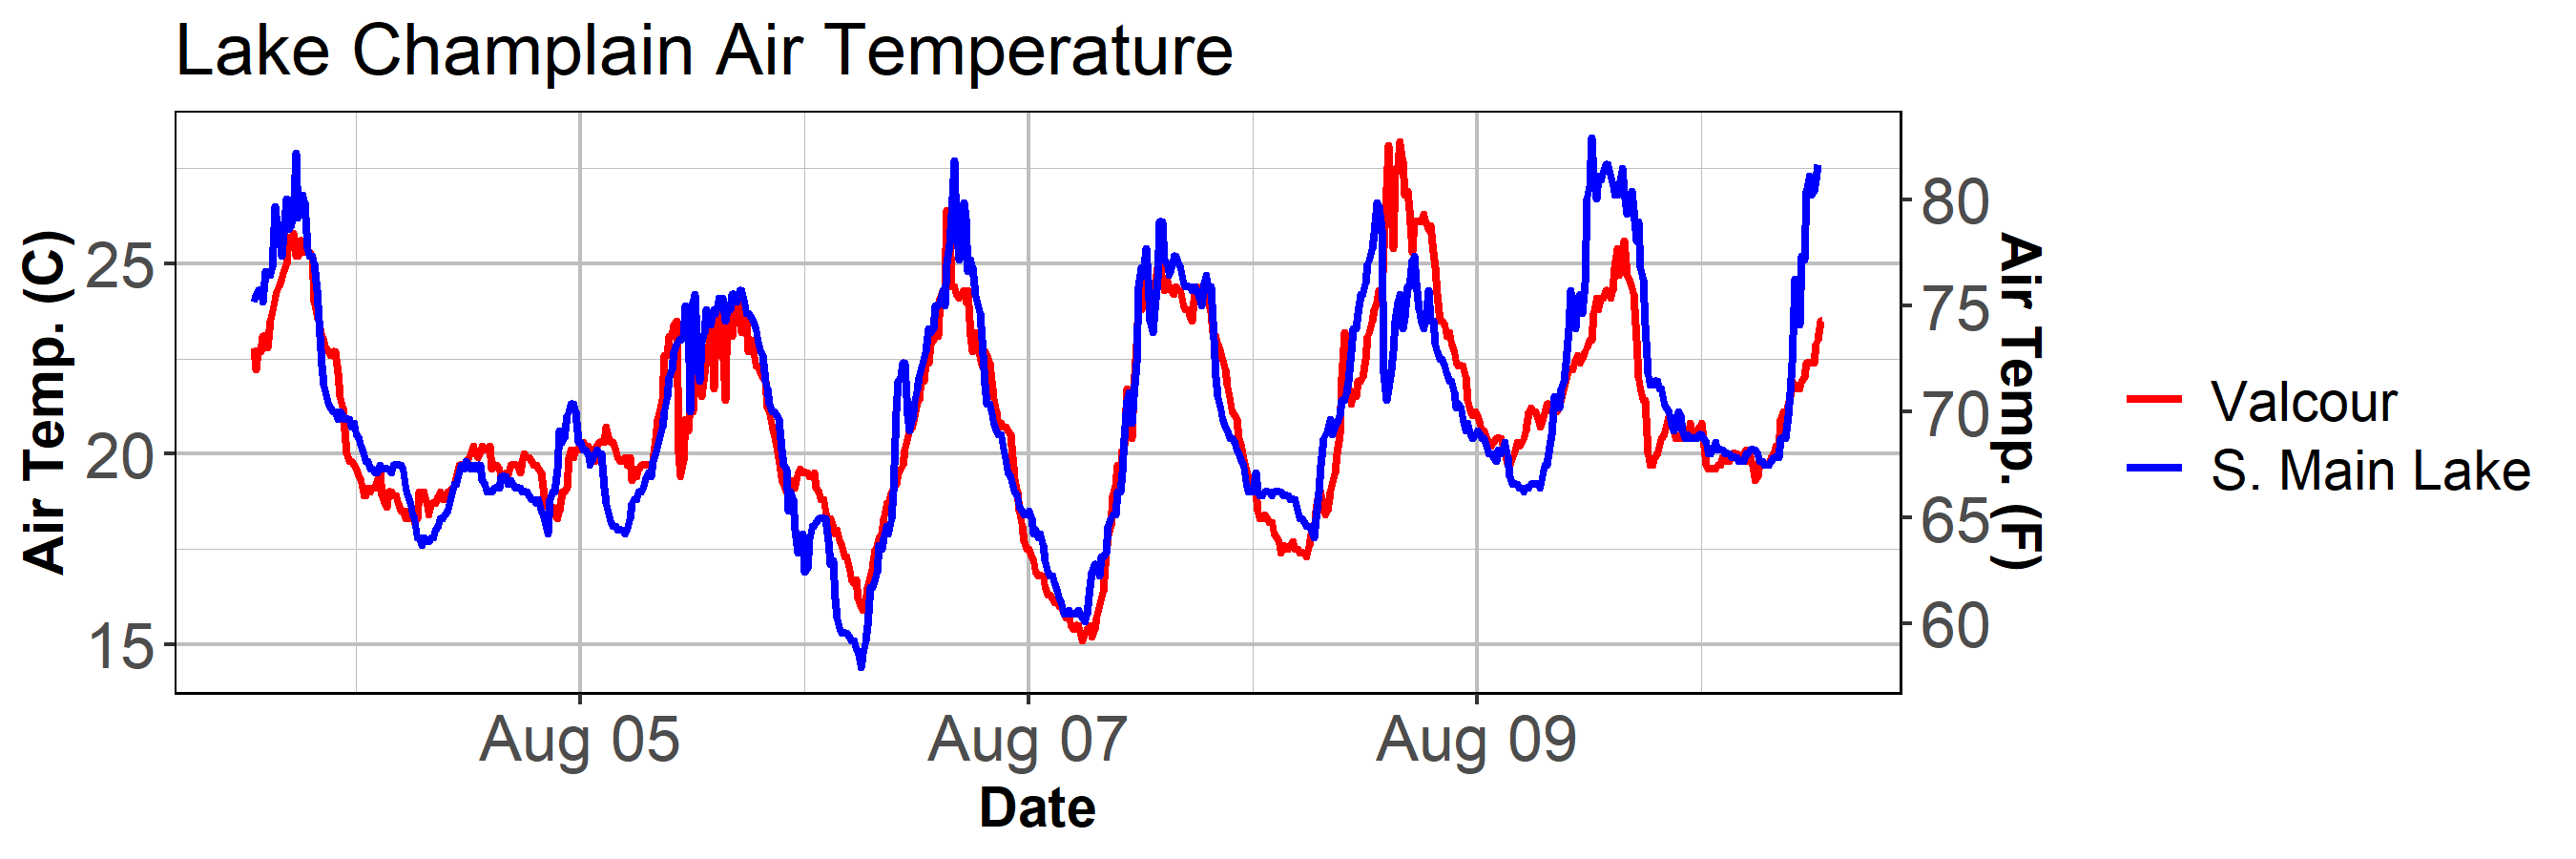 Lake Champlain Air Temperature
Air Temp. (C)
25
20
15
80
75
70
65
60
Air Temp. (F)
Aug 05
Aug 07
Aug 09
Date
Valcour
S. Main Lake